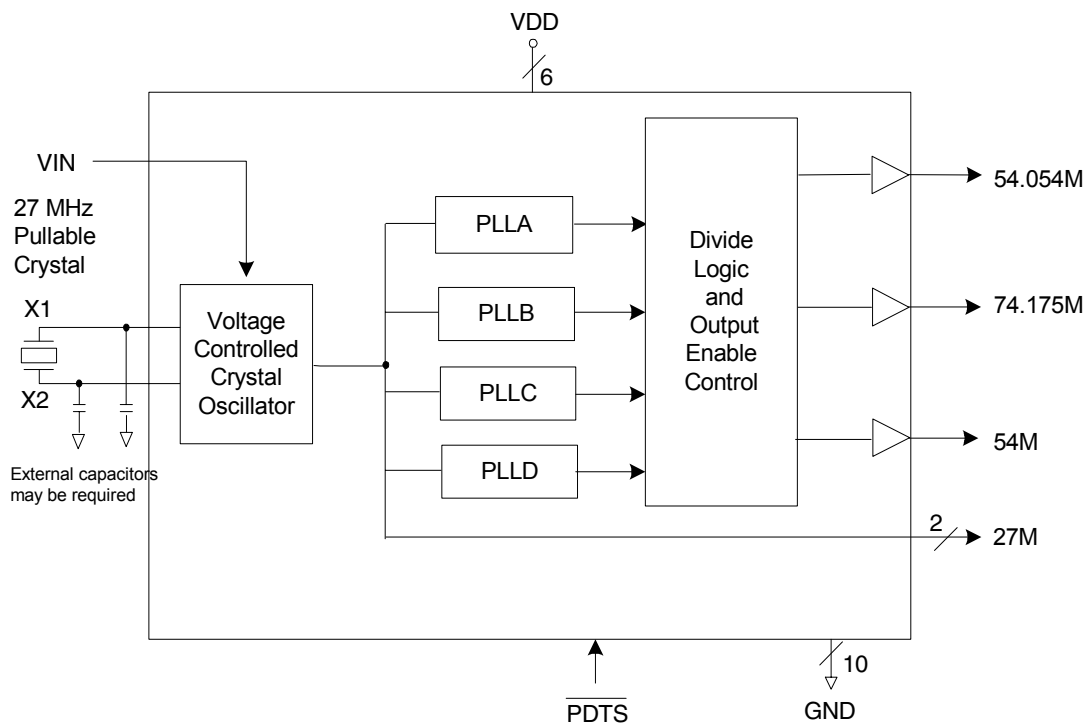 VDD
6
VIN
27 MHz
Pullable
Crystal
X1
X2
External capacitors
may be required
Voltage
Controlled
Crystal
Oscillator
PLLA
PLLB
PLLC
PLLD
Divide
Logic
and
Output
Enable
Control
54.054M
74.175M
54M
2
27M
PDTS
10
GND